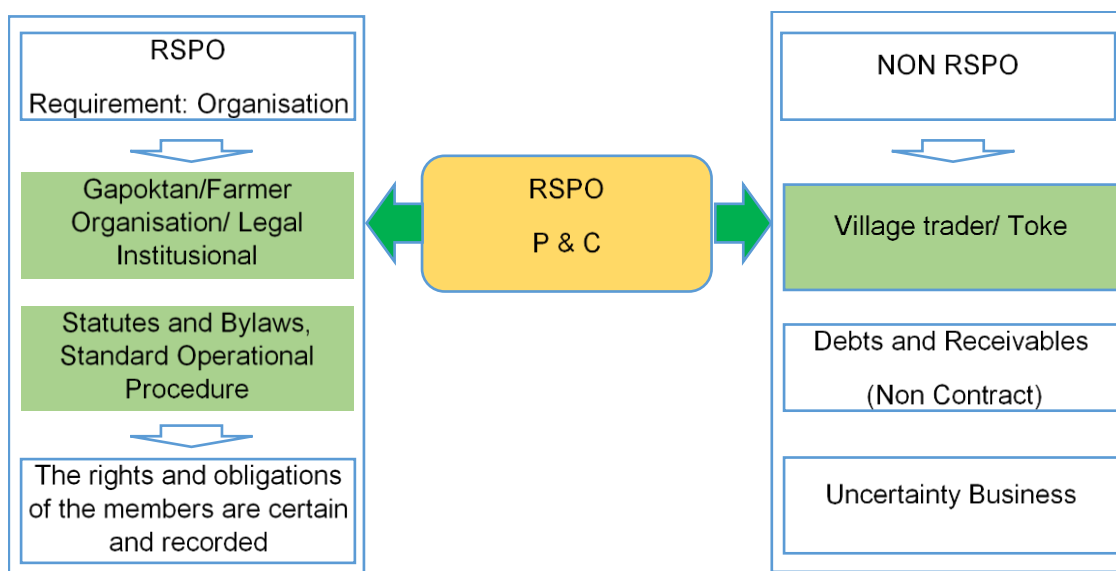 RSPO
Requirement: Organisation
Gapoktan/Farmer
Organisation/ Legal
Institusional
Statutes and Bylaws,
Standard Operational
Procedure
The rights and obligations
of the members are certain
and recorded
RSPO
P & C
NON RSPO
Village trader/ Toke
Debts and Receivables
(Non Contract)
Uncertainty Business